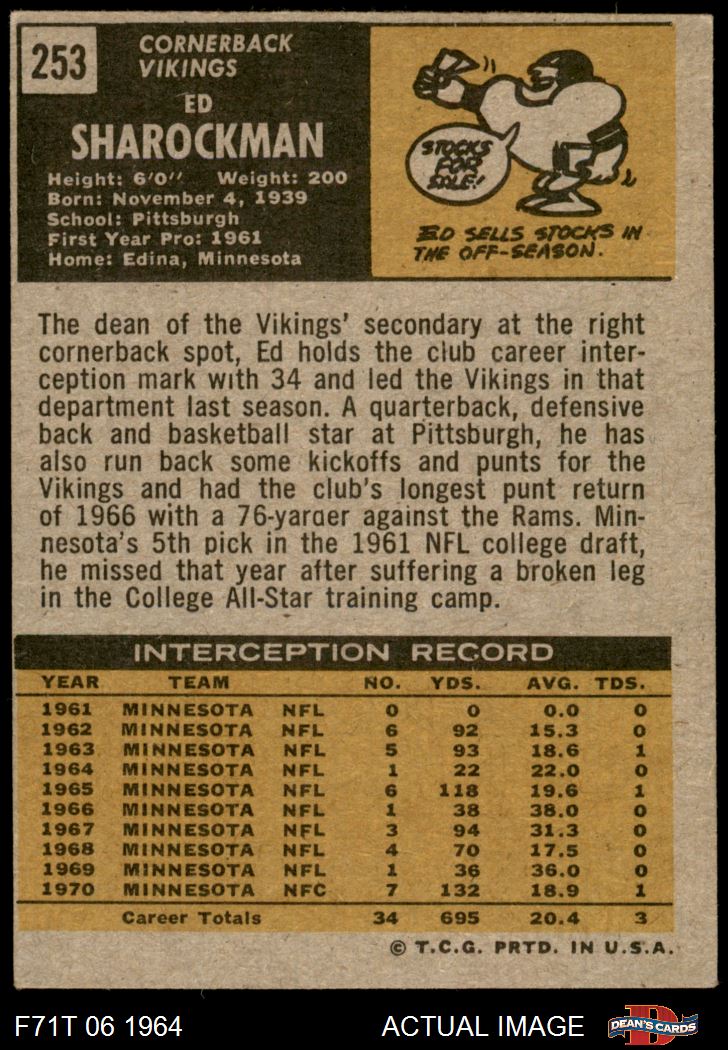 253
CORNERBACK
VIKINGS
ED
SHAROCKMAN
Height: 6'0" Weight: 200
Born: November 4, 1939
School: Pittsburgh
First Year Pro: 1961
Home: Edina, Minnesota
STOCKS
FOR
SALE!
ED SELLS STOCKS IN
THE OFF-SEASON.
The dean of the Vikings' secondary at the right
cornerback spot, Ed holds the club career inter-
ception mark with 34 and led the Vikings in that
department last season. A quarterback, defensive
back and basketball star at Pittsburgh, he has
also run back some kickoffs and punts for the
Vikings and had the club's longest punt return
of 1966 with a 76-yarder against the Rams. Min-
nesota's 5th pick in the 1961 NFL college draft,
he missed that year after suffering a broken leg
in the College All-Star training camp.
INTERCEPTION RECORD
YEAR TEAM NO. YDS. AVG. TDS.
1961 MINNESOTA NFL 0 0 0.0 0
1962 MINNESOTA NFL 6 92 15.3 0
1963 MINNESOTA NFL 5 93 18.6 1
1964 MINNESOTA NFL 1 22 22.0 0
1965 MINNESOTA NFL 6 118 19.6 1
1966 MINNESOTA NFL 1 38 38.0 0
1967 MINNESOTA NFL 3 94 31.3 0
1968 MINNESOTA NFL 4 70 17.5 0
1969 MINNESOTA NFL 1 36 36.0 0
1970 MINNESOTA NFC 7 132 18.9 1
Career Totals 34 695 20.4 3
© T.C.G. PRTD. IN U.S.A.
F71T 06 1964 ACTUAL IMAGE
D
DEAN'S CARDS